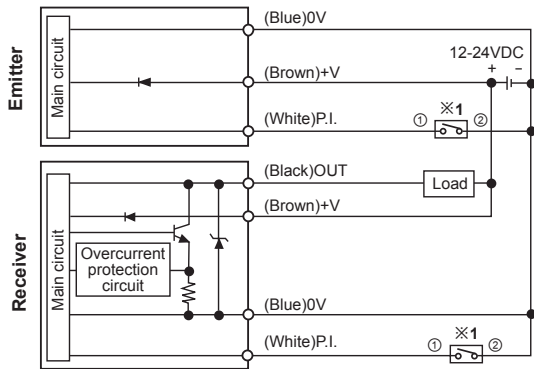 Emitter
Main circuit
(Blue)0V
12-24VDC
+ −
(Brown)+V
※1
① ②
(White)P.I.
Receiver
Main circuit
(Black)OUT
Load
(Brown)+V
Overcurrent
protection
circuit
(Blue)0V
※1
① ②
(White)P.I.